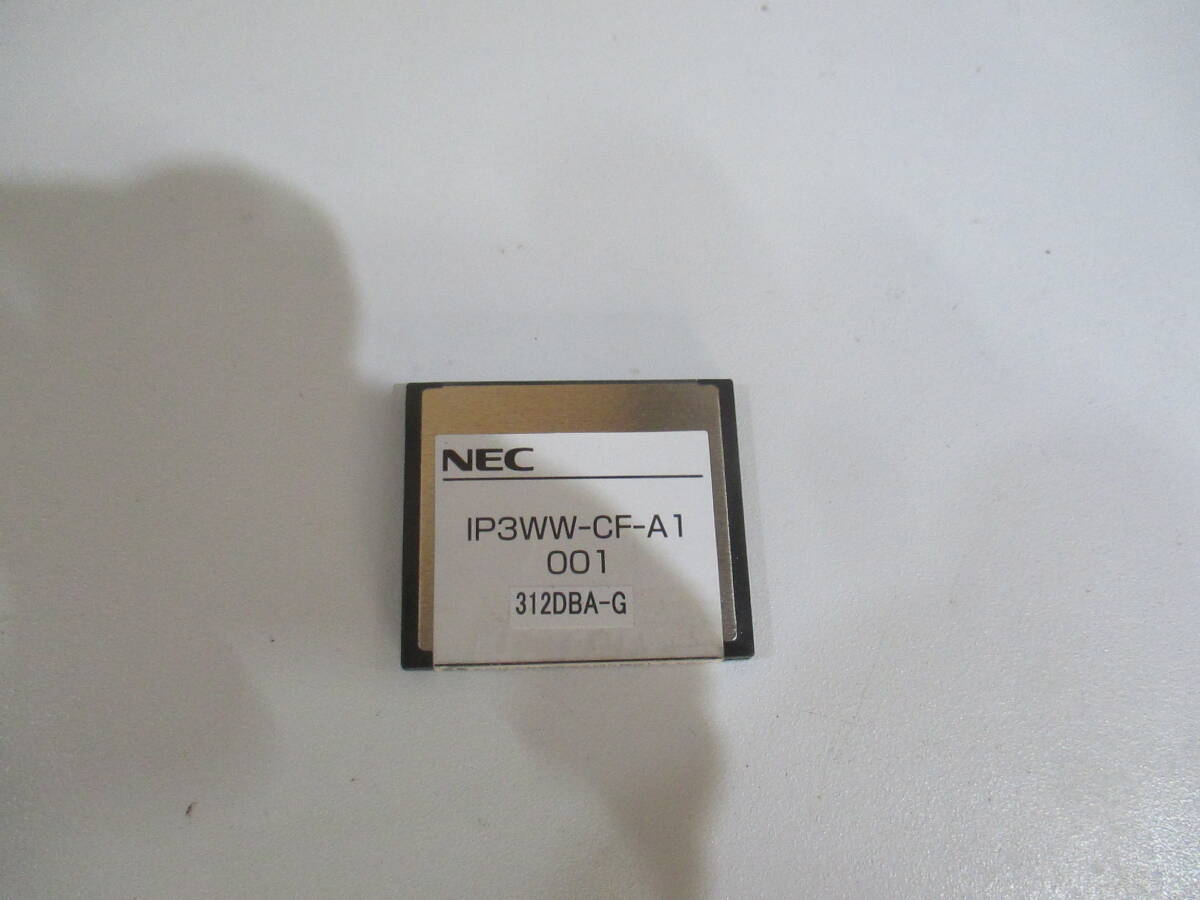 NEC
IP3WW-CF-A1
001
312DBA-G